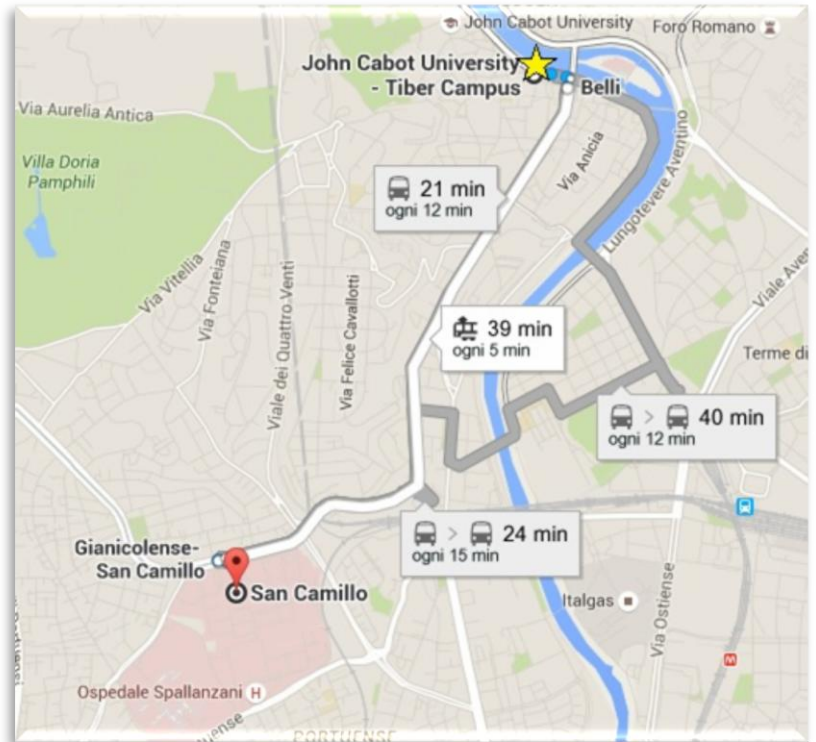 John Cabot University
Foro Romano
John Cabot University
- Tiber Campus
Belli
Via Aurelia Antica
Villa Doria
Pamphili
Via Anicia
21 min
ogni 12 min
Lungotevere Aventino
Via Vitellia
Via Fonteiana
Viale dei Quattro Venti
Via Felice Cavallotti
Viale Aven
39 min
ogni 5 min
Terme di
> 40 min
ogni 12 min
> 24 min
ogni 15 min
Gianicolense-
San Camillo
San Camillo
Italgas
Via Ostiense
M
Ospedale Spallanzani H
PORTUENSE